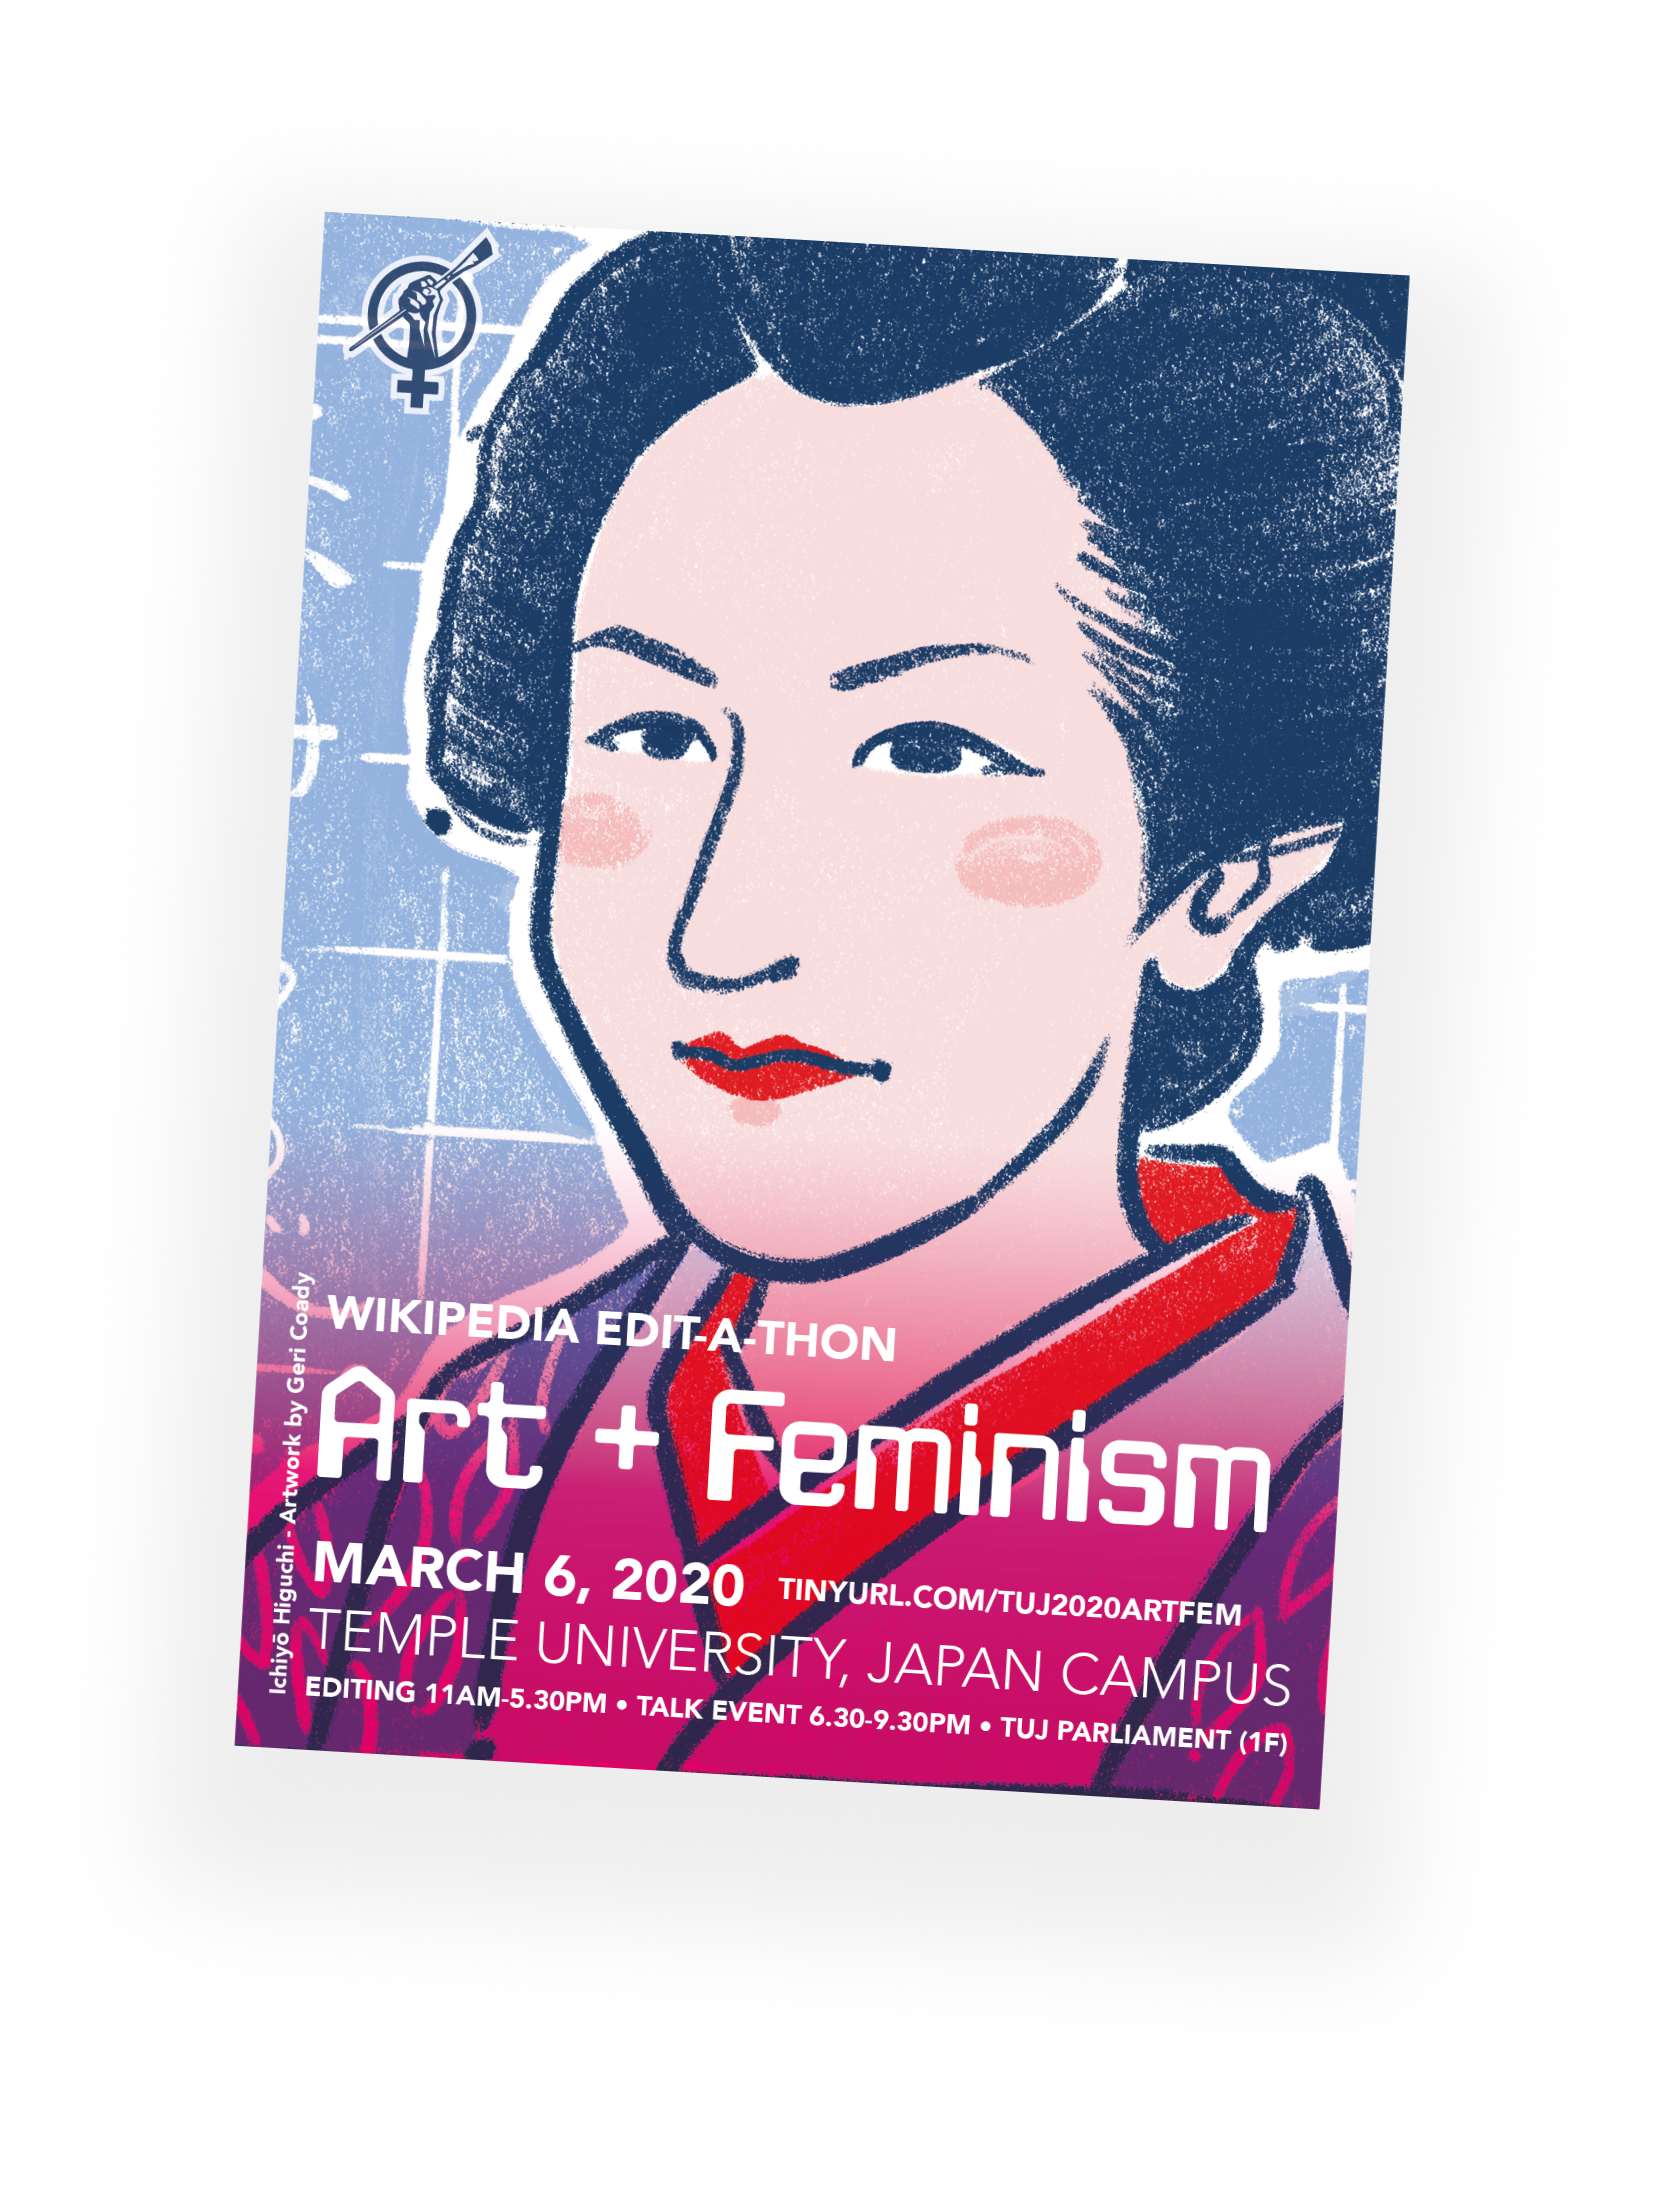 WIKIPEDIA EDIT-A-THON
Art + Feminism
MARCH 6, 2020
TINYURL.COM/TUJ2020ARTFEM
TEMPLE UNIVERSITY, JAPAN CAMPUS
EDITING 11AM-5.30PM • TALK EVENT 6.30-9.30PM • TUJ PARLIAMENT (1F)
Ichiyō Higuchi - Artwork by Geri Coady